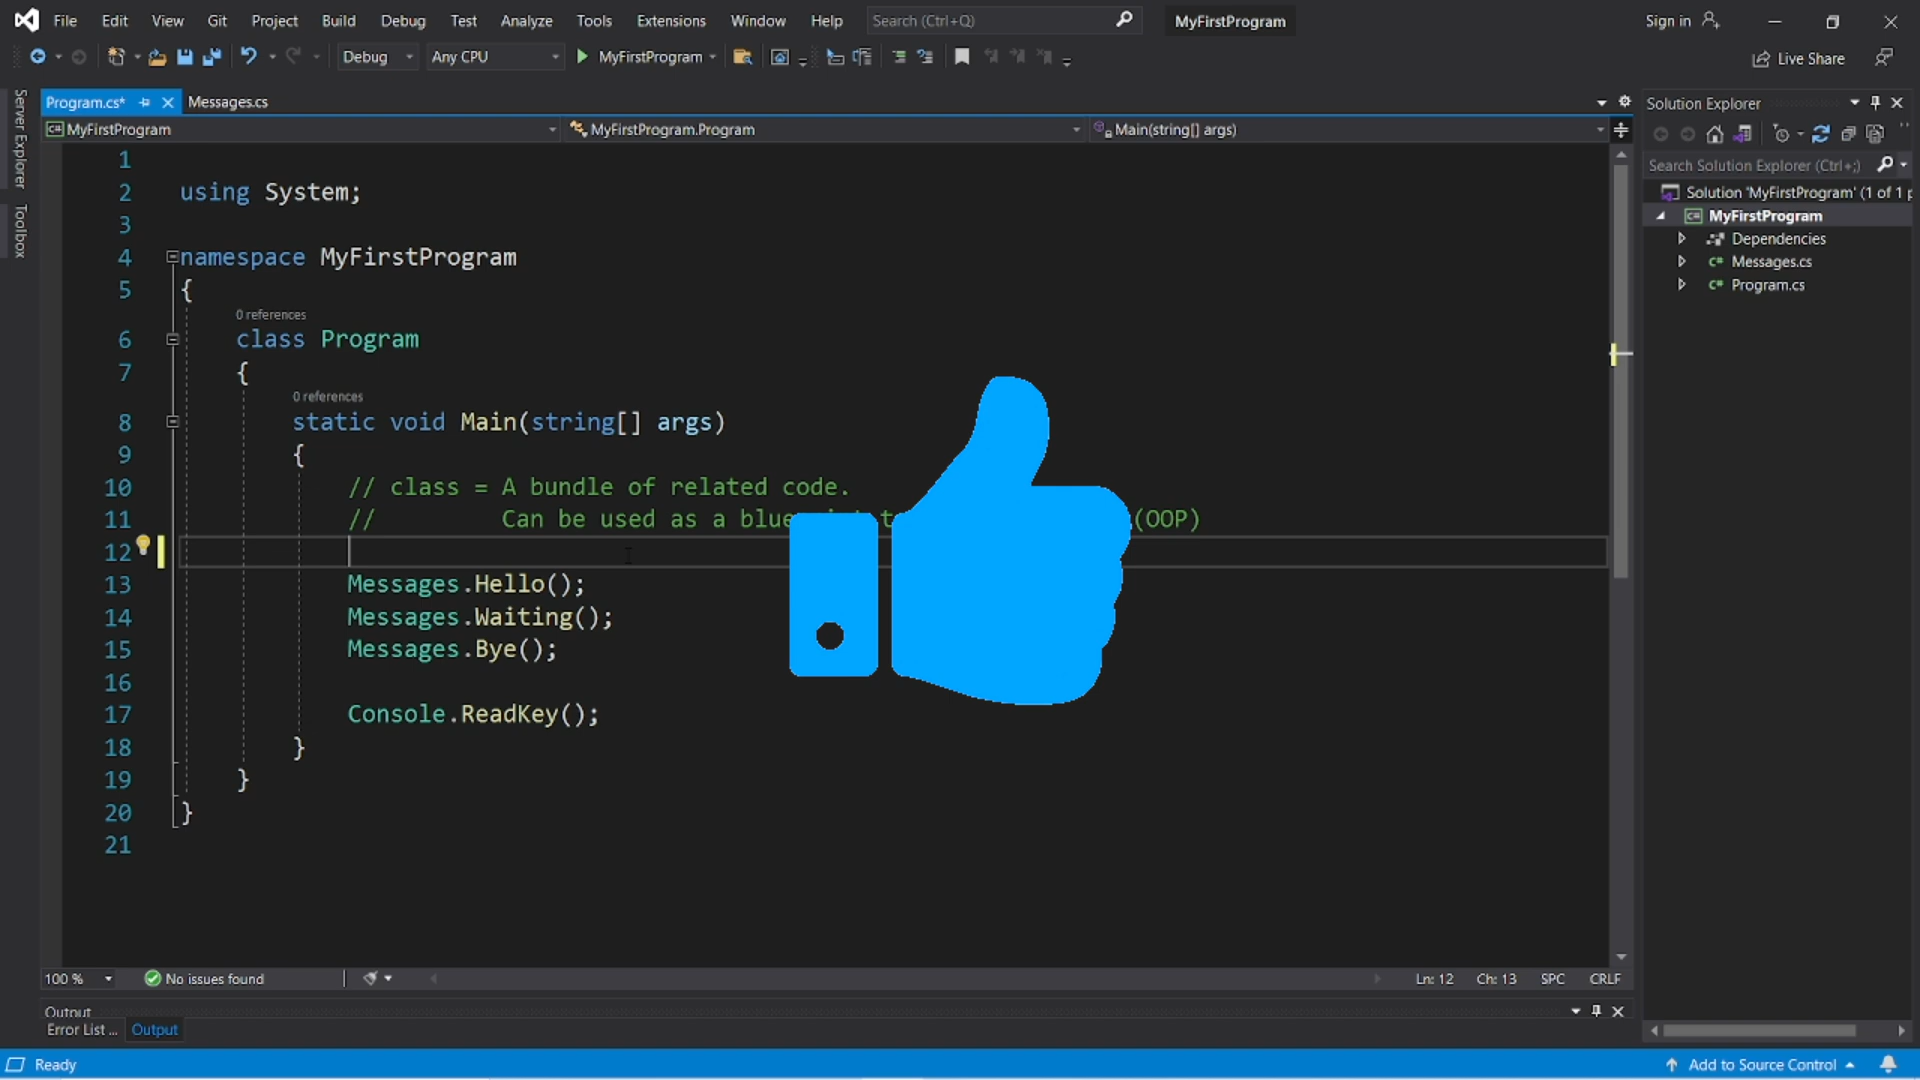 File Edit View Git Project Build Debug Test Analyze Tools Extensions Window Help Search (Ctrl+Q) MyFirstProgram Sign in
Debug Any CPU MyFirstProgram Live Share
Server Explorer
Toolbox
Program.cs* Messages.cs
MyFirstProgram MyFirstProgram.Program Main(string[] args)
1
2 using System;
3
4 namespace MyFirstProgram
5 {
0 references
6 class Program
7 {
0 references
8 static void Main(string[] args)
9 {
10 // class = A bundle of related code.
11 // Can be used as a (OOP)
12
13 Messages.Hello();
14 Messages.Waiting();
15 Messages.Bye();
16
17 Console.ReadKey();
18 }
19 }
20 }
21
100 % No issues found Ln: 12 Ch: 13 SPC CRLF
Output
Error List ... Output
Ready Add to Source Control
Solution Explorer
Search Solution Explorer (Ctrl+;)
Solution 'MyFirstProgram' (1 of 1 p
MyFirstProgram
Dependencies
C# Messages.cs
C# Program.cs